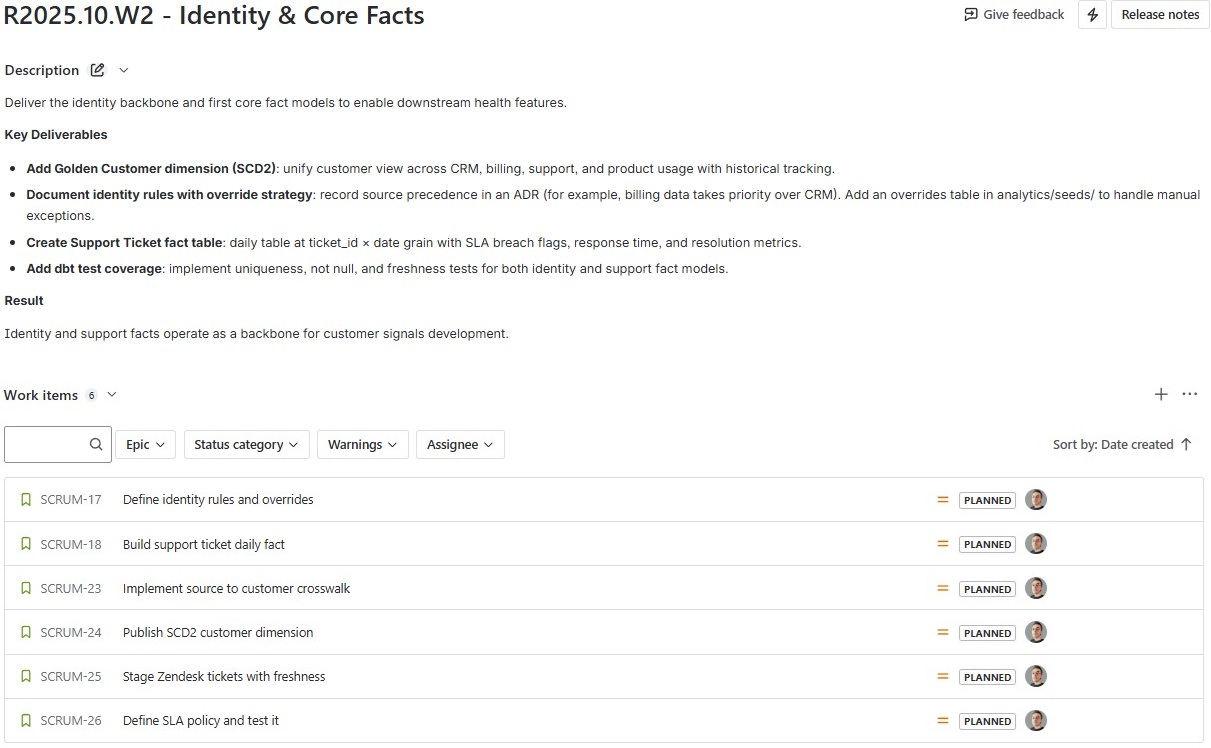 R2025.10.W2 - Identity & Core Facts
Give feedback
Release notes
Description
Deliver the identity backbone and first core fact models to enable downstream health features.
Key Deliverables
• Add Golden Customer dimension (SCD2): unify customer view across CRM, billing, support, and product usage with historical tracking.
• Document identity rules with override strategy: record source precedence in an ADR (for example, billing data takes priority over CRM). Add an overrides table in analytics/seeds/ to handle manual
exceptions.
• Create Support Ticket fact table: daily table at ticket_id × date grain with SLA breach flags, response time, and resolution metrics.
• Add dbt test coverage: implement uniqueness, not null, and freshness tests for both identity and support fact models.
Result
Identity and support facts operate as a backbone for customer signals development.
Work items 6
Epic Status category Warnings Assignee Sort by: Date created
SCRUM-17 Define identity rules and overrides PLANNED
SCRUM-18 Build support ticket daily fact PLANNED
SCRUM-23 Implement source to customer crosswalk PLANNED
SCRUM-24 Publish SCD2 customer dimension PLANNED
SCRUM-25 Stage Zendesk tickets with freshness PLANNED
SCRUM-26 Define SLA policy and test it PLANNED